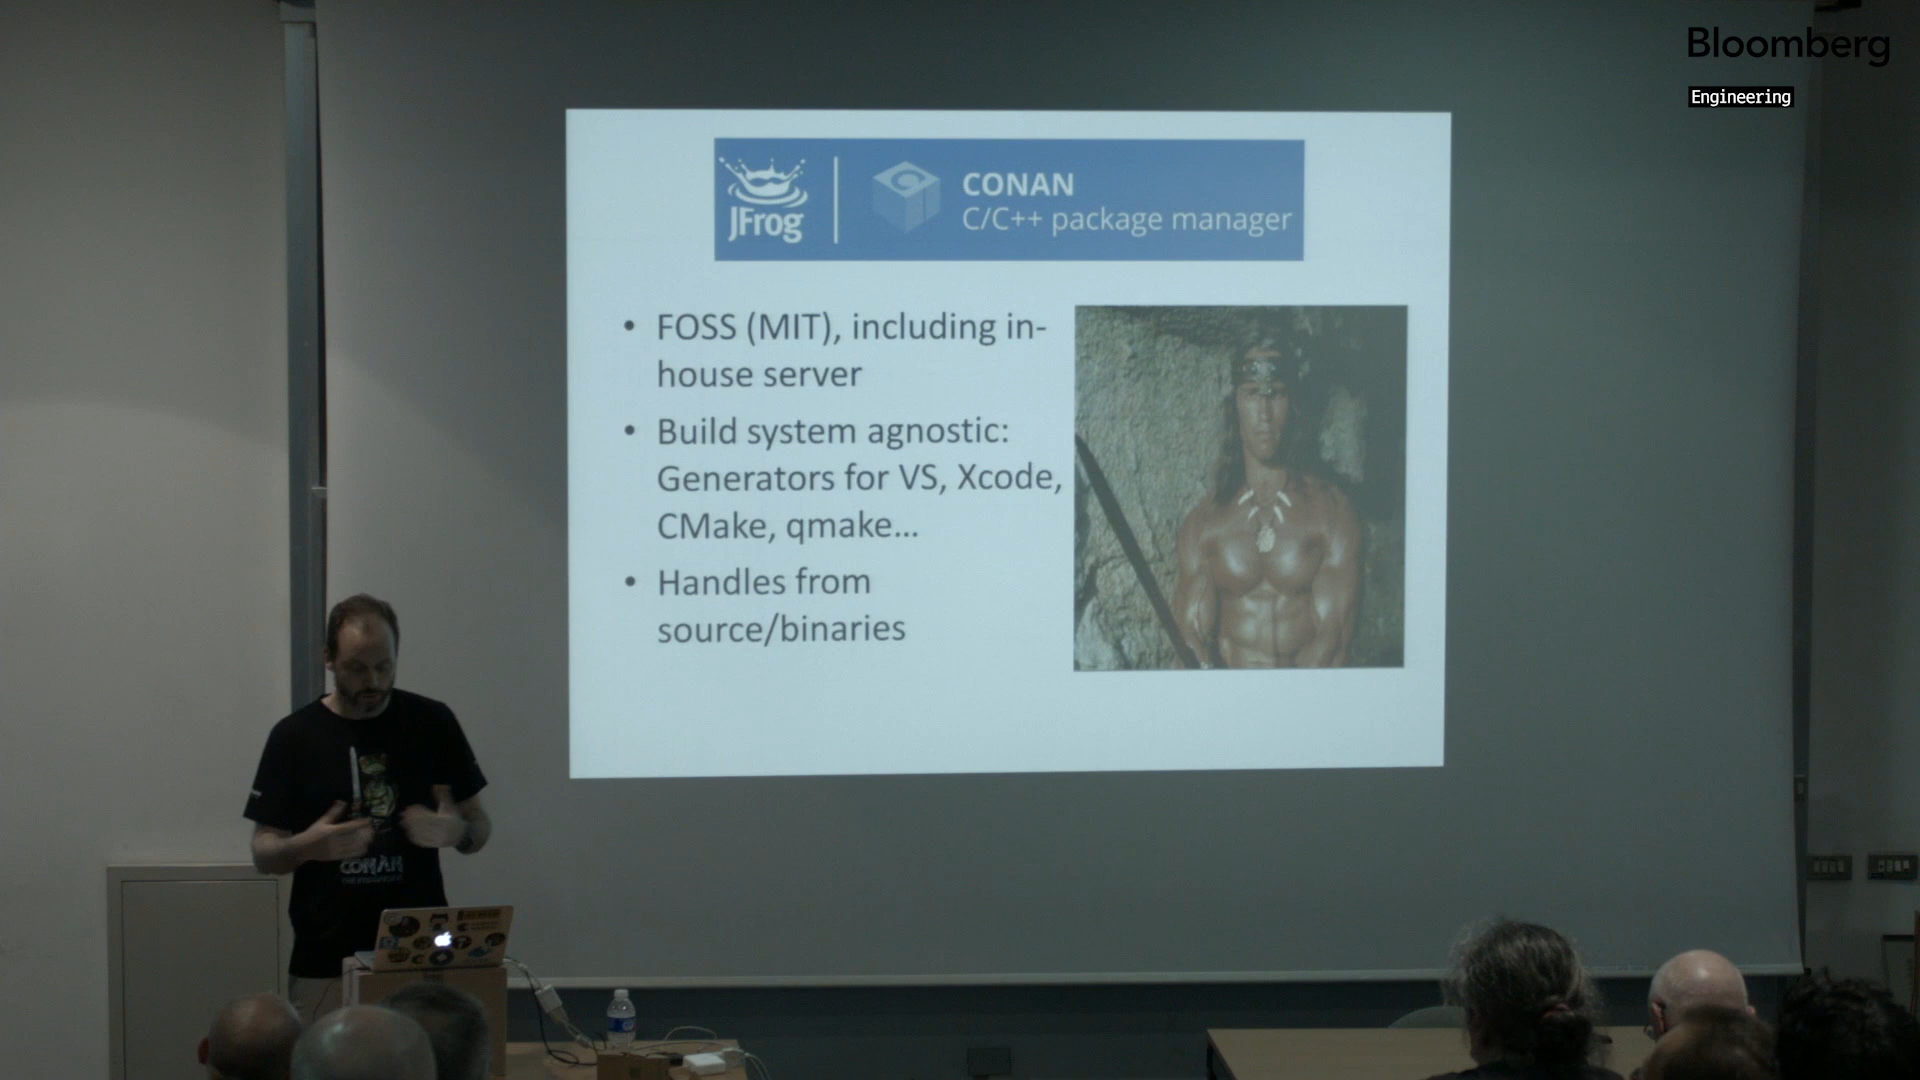 Bloomberg
Engineering
JFrog
CONAN
C/C++ package manager
• FOSS (MIT), including in-
house server
• Build system agnostic:
Generators for VS, Xcode,
CMake, qmake...
• Handles from
source/binaries
CONAN